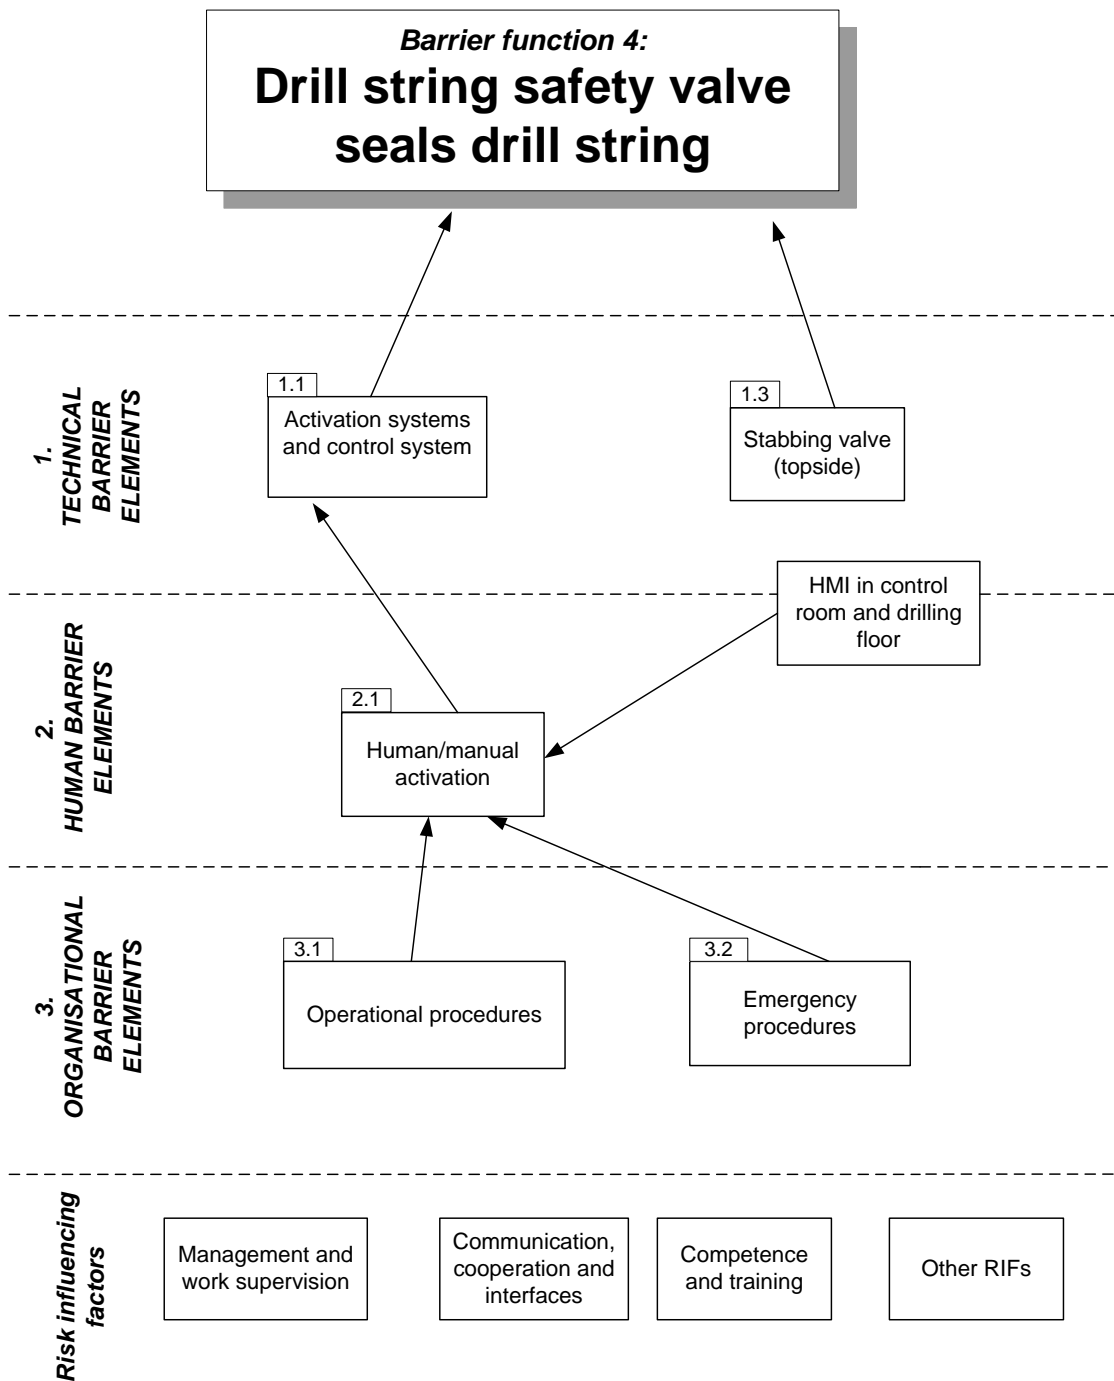 Barrier function 4:
Drill string safety valve
seals drill string
1.
TECHNICAL
BARRIER
ELEMENTS
1.1
Activation systems
and control system
1.3
Stabbing valve
(topside)
HMI in control
room and drilling
floor
2.
HUMAN BARRIER
ELEMENTS
2.1
Human/manual
activation
3.
ORGANISATIONAL
BARRIER
ELEMENTS
3.1
Operational procedures
3.2
Emergency
procedures
Risk influencing
factors
Management and
work supervision
Communication,
cooperation and
interfaces
Competence
and training
Other RIFs